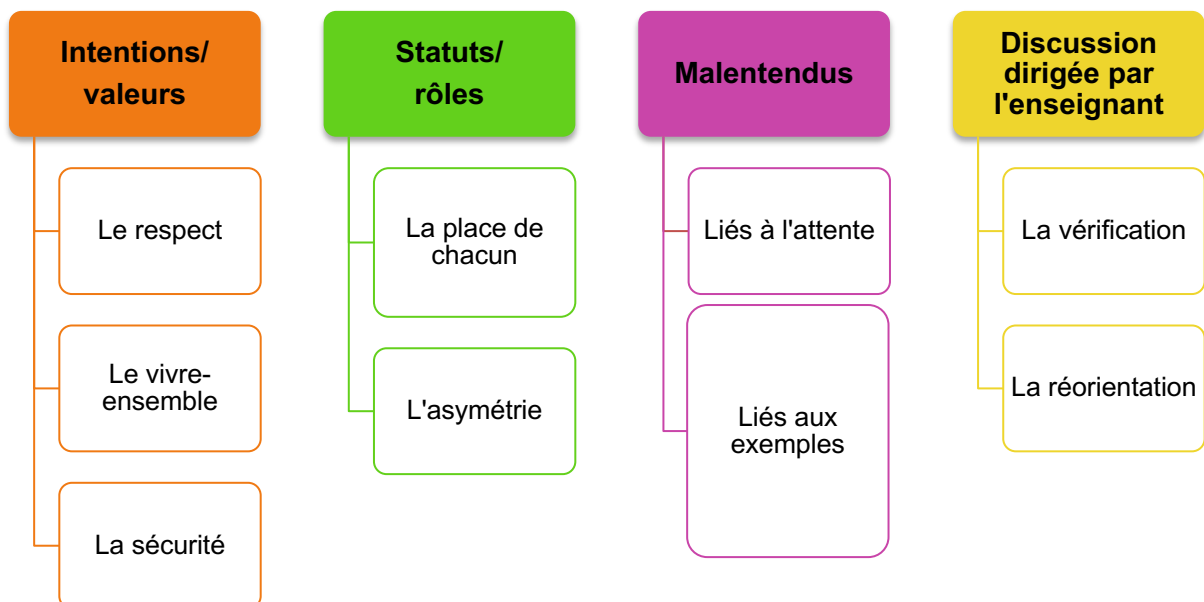 Intentions/
valeurs
Le respect
Le vivre-
ensemble
La sécurité
Statuts/
rôles
La place de
chacun
L'asymétrie
Malentendus
Liés à l'attente
Liés aux
exemples
Discussion
dirigée par
l'enseignant
La vérification
La réorientation